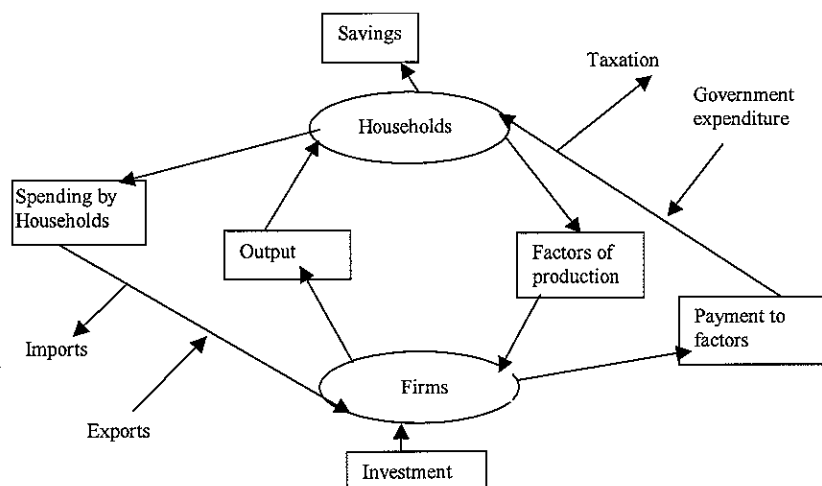 Savings
Taxation
Government
expenditure
Households
Spending by
Households
Output
Factors of
production
Payment to
factors
Imports
Firms
Exports
Investment